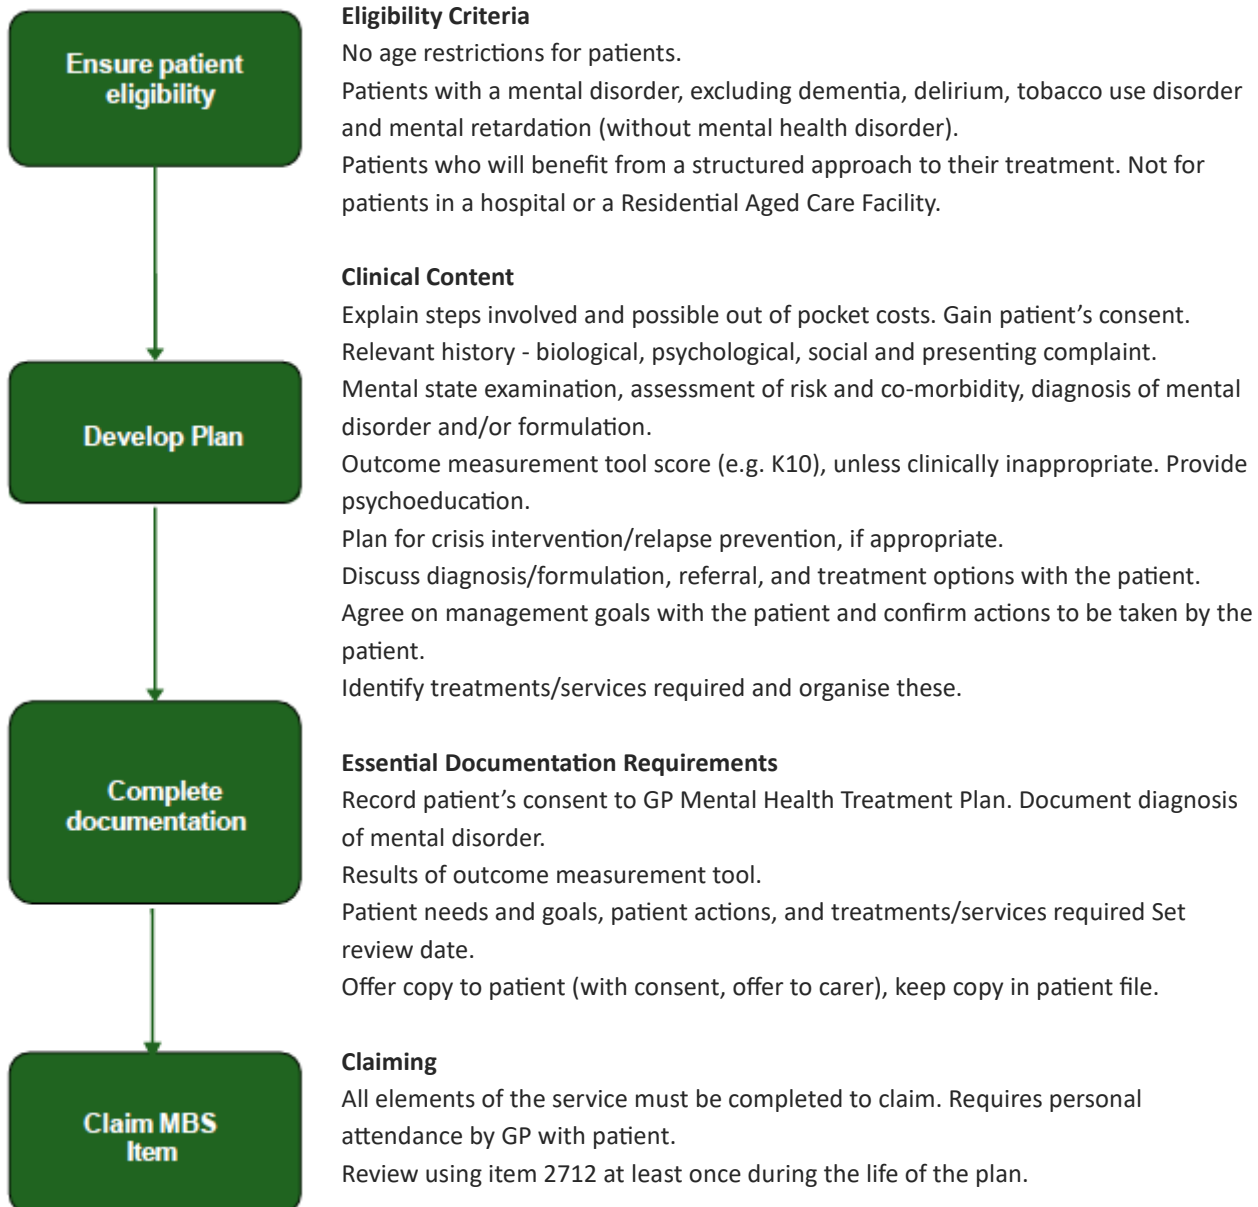 Ensure patient
eligibility
Eligibility Criteria
No age restrictions for patients.
Patients with a mental disorder, excluding dementia, delirium, tobacco use disorder
and mental retardation (without mental health disorder).
Patients who will benefit from a structured approach to their treatment. Not for
patients in a hospital or a Residential Aged Care Facility.
Develop Plan
Clinical Content
Explain steps involved and possible out of pocket costs. Gain patient’s consent.
Relevant history - biological, psychological, social and presenting complaint.
Mental state examination, assessment of risk and co-morbidity, diagnosis of mental
disorder and/or formulation.
Outcome measurement tool score (e.g. K10), unless clinically inappropriate. Provide
psychoeducation.
Plan for crisis intervention/relapse prevention, if appropriate.
Discuss diagnosis/formulation, referral, and treatment options with the patient.
Agree on management goals with the patient and confirm actions to be taken by the
patient.
Identify treatments/services required and organise these.
Complete
documentation
Essential Documentation Requirements
Record patient’s consent to GP Mental Health Treatment Plan. Document diagnosis
of mental disorder.
Results of outcome measurement tool.
Patient needs and goals, patient actions, and treatments/services required Set
review date.
Offer copy to patient (with consent, offer to carer), keep copy in patient file.
Claim MBS
Item
Claiming
All elements of the service must be completed to claim. Requires personal
attendance by GP with patient.
Review using item 2712 at least once during the life of the plan.